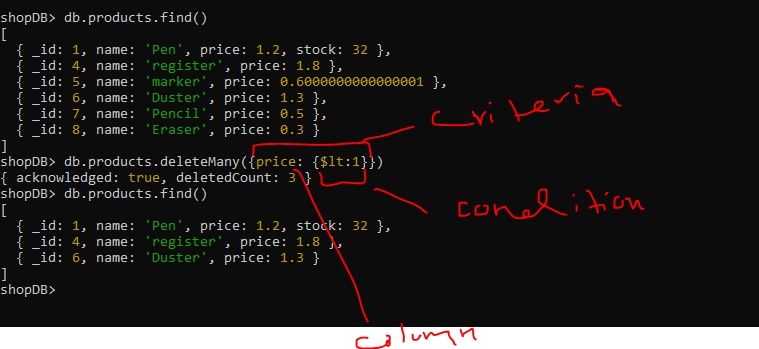 shopDB> db.products.find()
[
  { _id: 1, name: 'Pen', price: 1.2, stock: 32 },
  { _id: 4, name: 'register', price: 1.8 },
  { _id: 5, name: 'marker', price: 0.6000000000000001 },
  { _id: 6, name: 'Duster', price: 1.3 },
  { _id: 7, name: 'Pencil', price: 0.5 },
  { _id: 8, name: 'Eraser', price: 0.3 }
]
criterion
shopDB> db.products.deleteMany({price: {$lt:1}})
{ acknowledged: true, deletedCount: 3 }
shopDB> db.products.find()
condition
[
  { _id: 1, name: 'Pen', price: 1.2, stock: 32 },
  { _id: 4, name: 'register', price: 1.8 },
  { _id: 6, name: 'Duster', price: 1.3 }
]
shopDB>
column